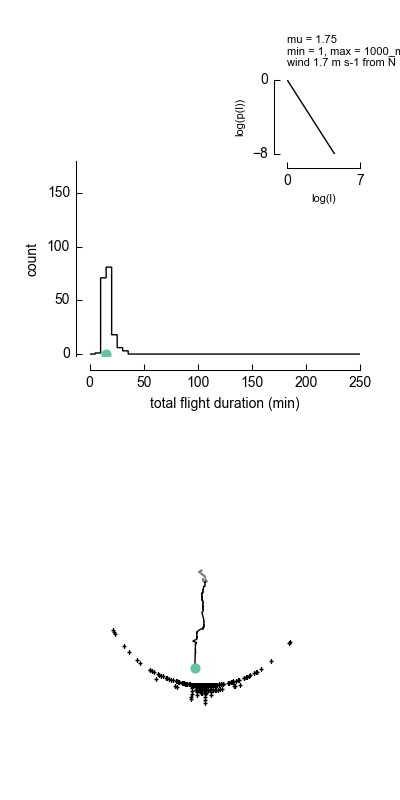 mu = 1.75
min = 1, max = 1000_m
wind 1.7 m s-1 from N
0
log(p(l))
−8
0 7
log(l)
150
100
count
50
0
0 50 100 150 200 250
total flight duration (min)